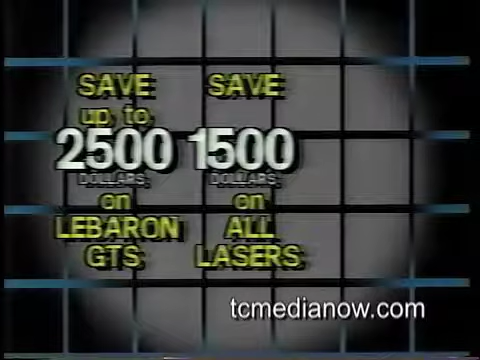 SAVE
up to
2500
DOLLARS
on
LEBARON
GTS
SAVE
1500
DOLLARS
on
ALL
LASERS
tcmedianow.com